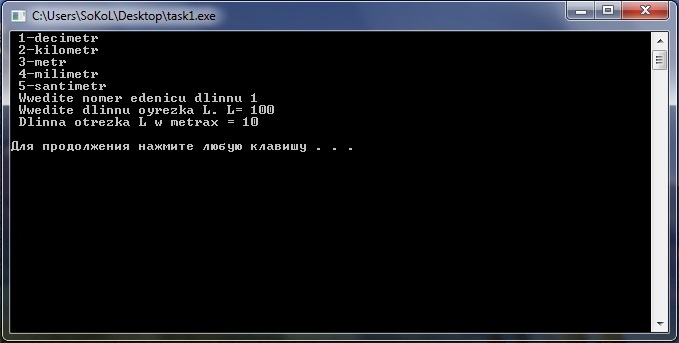 C:\Users\SoKoL\Desktop\task1.exe
1-decimetr
2-kilometr
3-metr
4-milimetr
5-santimetr
Wwedite nomer edenicu dlinnu 1
Wwedite dlinnu oyrezka L. L= 100
Dlinna otrezka L w metrax = 10
Для продолжения нажмите любую клавишу . . .